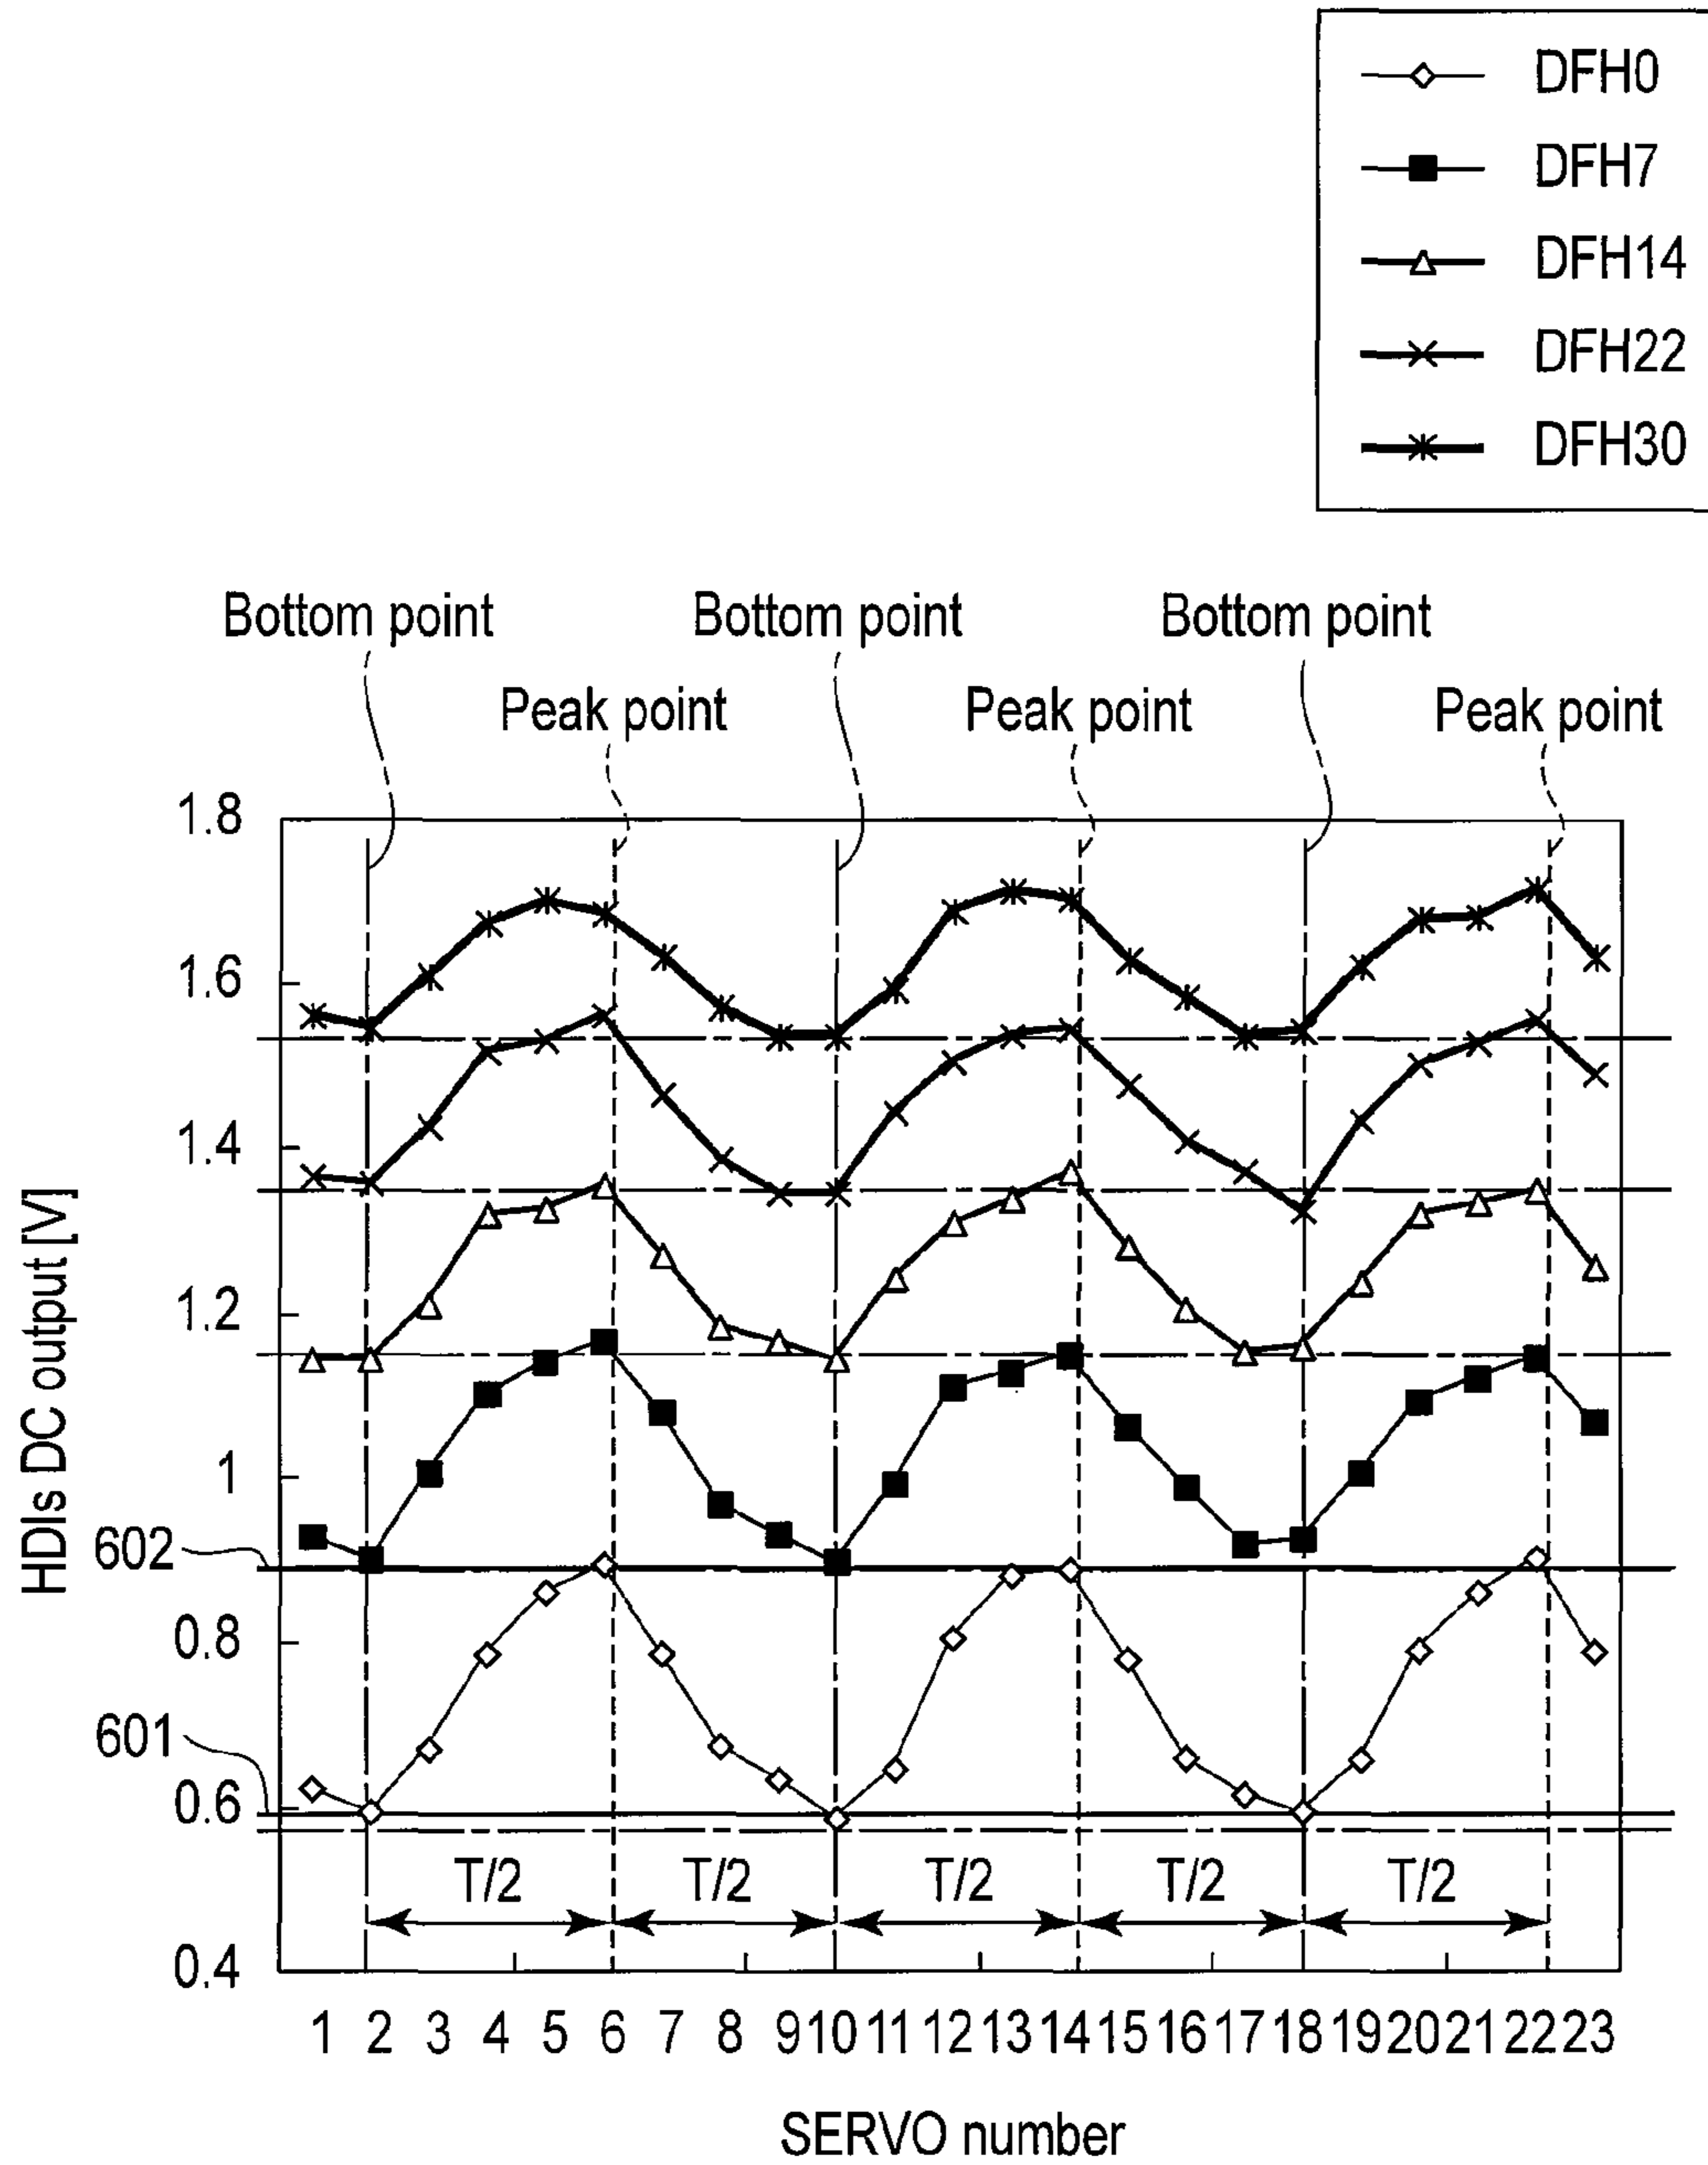 DFH0
DFH7
DFH14
DFH22
DFH30
Bottom point Bottom point Bottom point
Peak point Peak point Peak point
1.8
1.6
1.4
1.2
1
602
0.8
601
0.6
T/2 T/2 T/2 T/2 T/2
0.4
1 2 3 4 5 6 7 8 9 10 11 12 13 14 15 16 17 18 19 20 21 22 23
SERVO number
HDIs DC output [V]